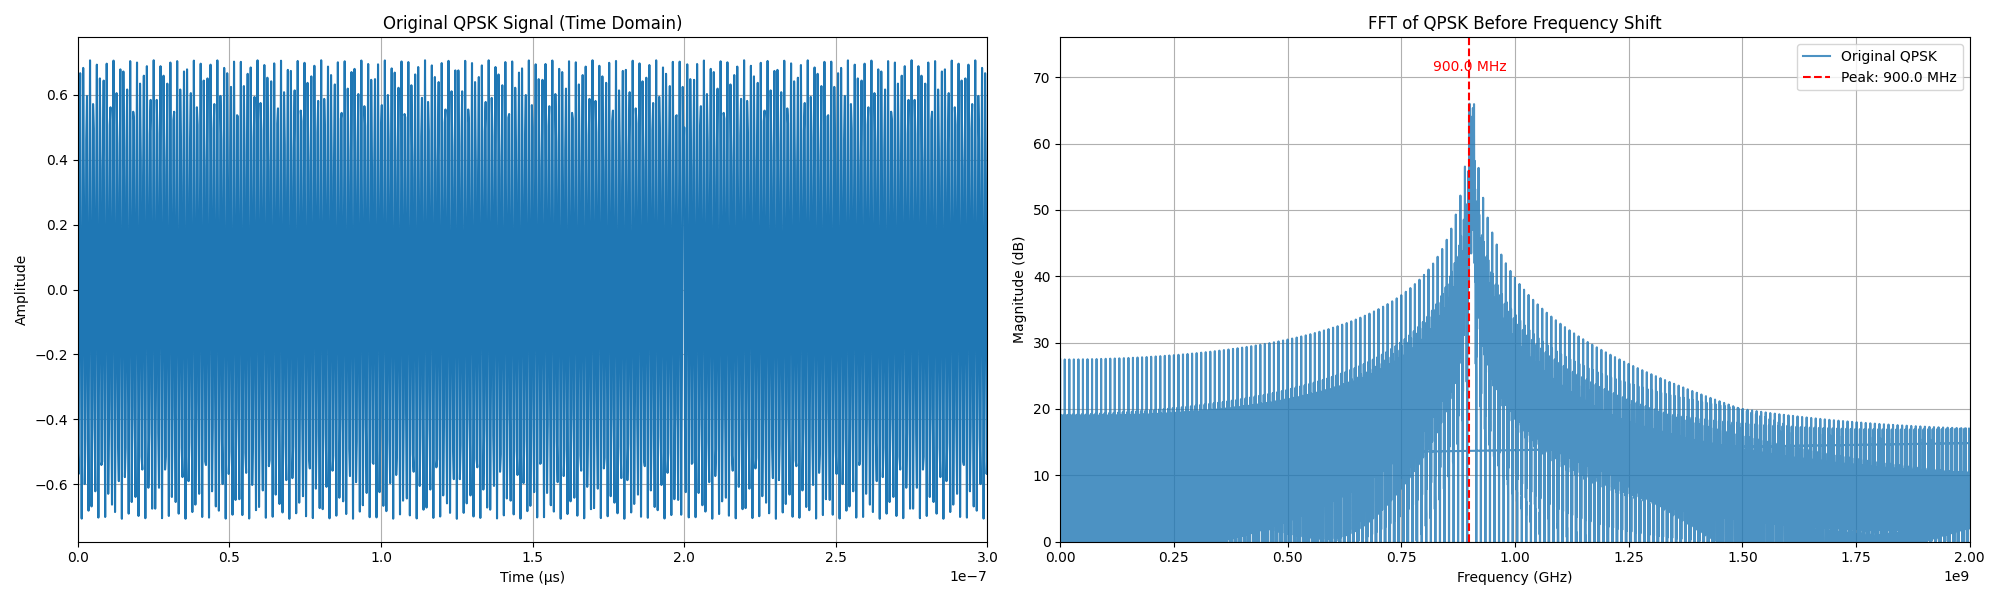 Original QPSK Signal (Time Domain)
Amplitude
0.6
0.4
0.2
0.0
−0.2
−0.4
−0.6
0.0 0.5 1.0 1.5 2.0 2.5 3.0
1e−7
Time (μs)
FFT of QPSK Before Frequency Shift
Magnitude (dB)
70
60
50
40
30
20
10
0
900.0 MHz
Original QPSK
Peak: 900.0 MHz
0.00 0.25 0.50 0.75 1.00 1.25 1.50 1.75 2.00
1e9
Frequency (GHz)